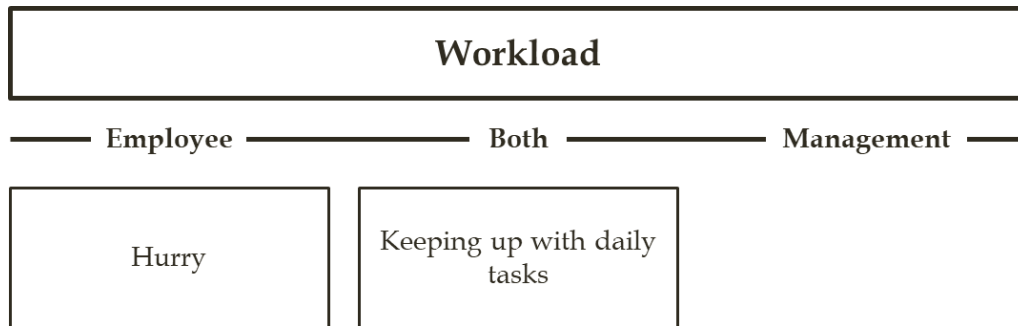 Workload
Employee Both Management
Hurry
Keeping up with daily
tasks